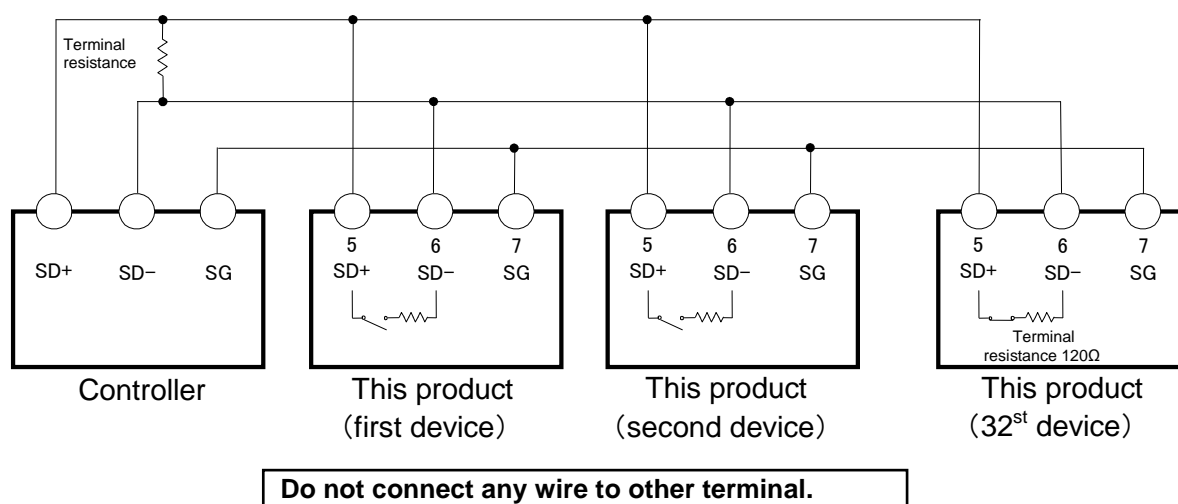 Terminal
resistance
SD+ SD− SG
5 6 7
SD+ SD− SG
5 6 7
SD+ SD− SG
5 6 7
SD+ SD− SG
Terminal
resistance 120Ω
Controller
This product
（first device）
This product
（second device）
This product
（32st device）
Do not connect any wire to other terminal.